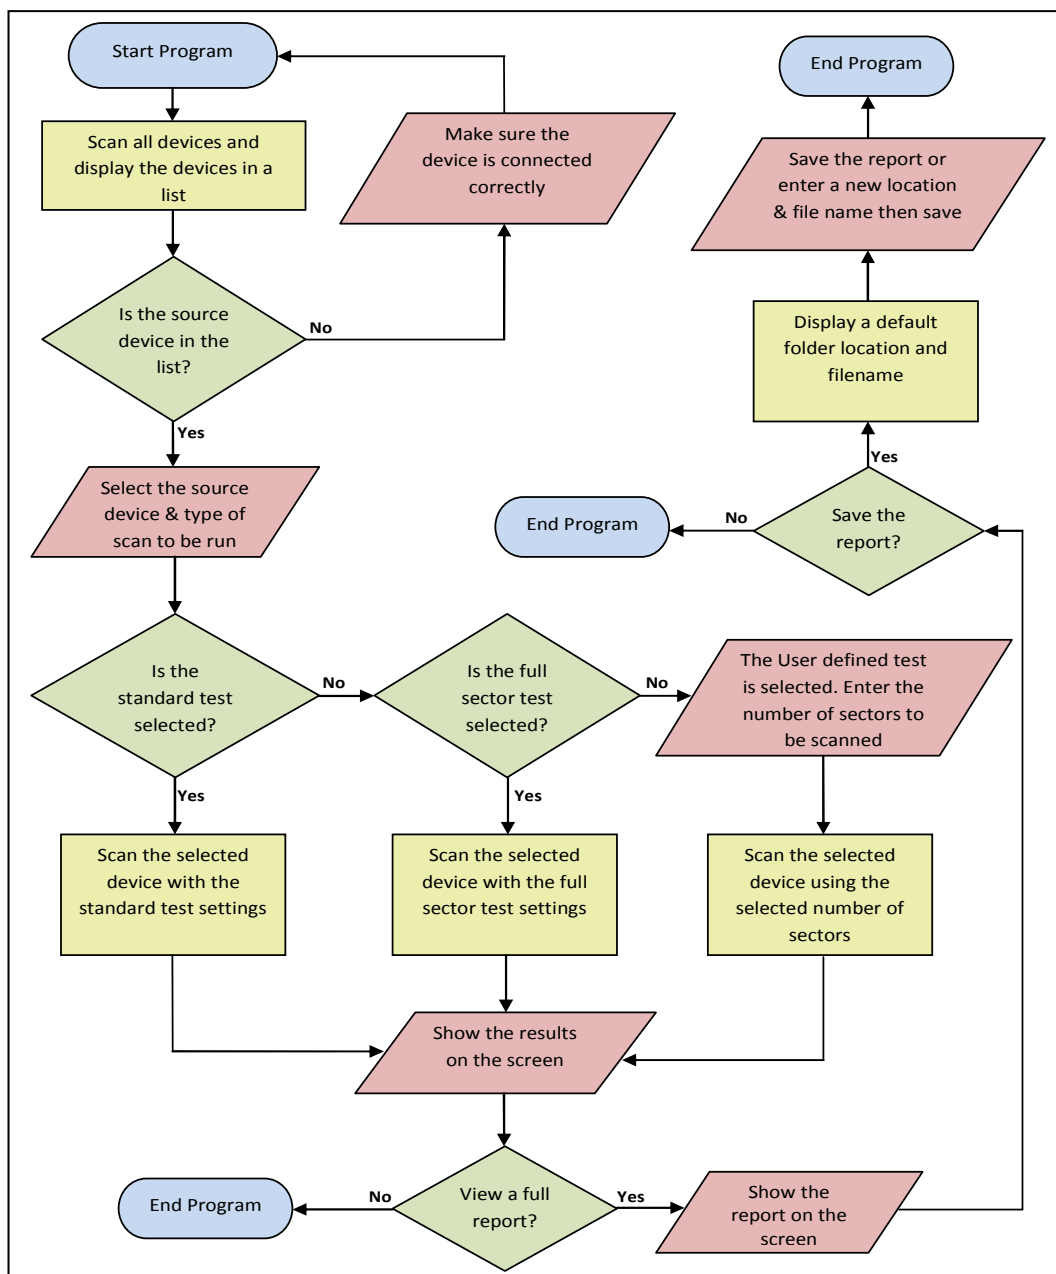 Start Program
Scan all devices and
display the devices in a
list
Make sure the
device is connected
correctly
Is the source
device in the
list?
No
Yes
Select the source
device & type of
scan to be run
Is the
standard test
selected?
No
Yes
Is the full
sector test
selected?
No
Yes
The User defined test
is selected. Enter the
number of sectors to
be scanned
Scan the selected
device with the
standard test settings
Scan the selected
device with the full
sector test settings
Scan the selected
device using the
selected number of
sectors
Show the results
on the screen
View a full
report?
No
End Program
Yes
Show the
report on the
screen
Save the
report?
No
End Program
Yes
Display a default
folder location and
filename
Save the report or
enter a new location
& file name then save
End Program